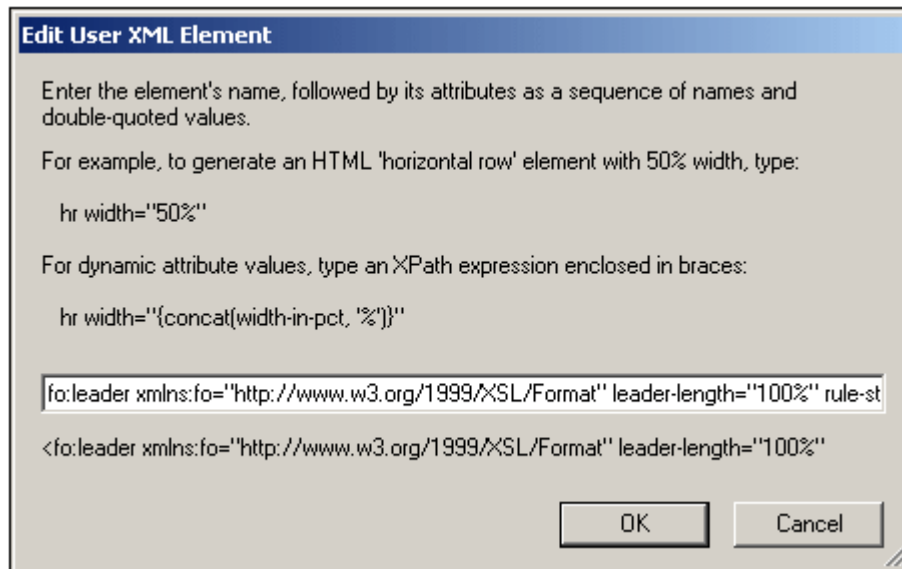 Edit User XML Element
Enter the element's name, followed by its attributes as a sequence of names and
double-quoted values.
For example, to generate an HTML 'horizontal row' element with 50% width, type:
hr width="50%"
For dynamic attribute values, type an XPath expression enclosed in braces:
hr width="{concat(width-in-pct, '%')}"
fo:leader xmlns:fo="http://www.w3.org/1999/XSL/Format" leader-length="100%" rule-st
<fo:leader xmlns:fo="http://www.w3.org/1999/XSL/Format" leader-length="100%"
OK Cancel